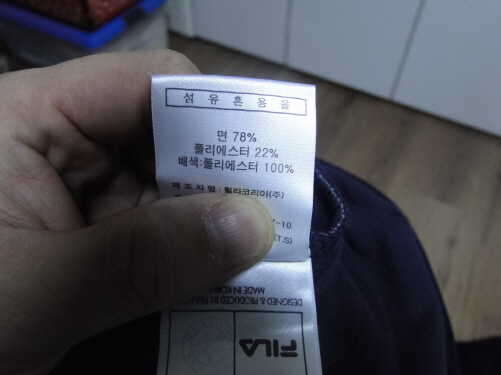 섬유혼용율
면 78%
폴리에스터 22%
배색:폴리에스터 100%
제조자명: 휠라코리아(주)
-10
(T.S)
MADE IN KOREA
DESIGNED & PRODUCED BY
FILA